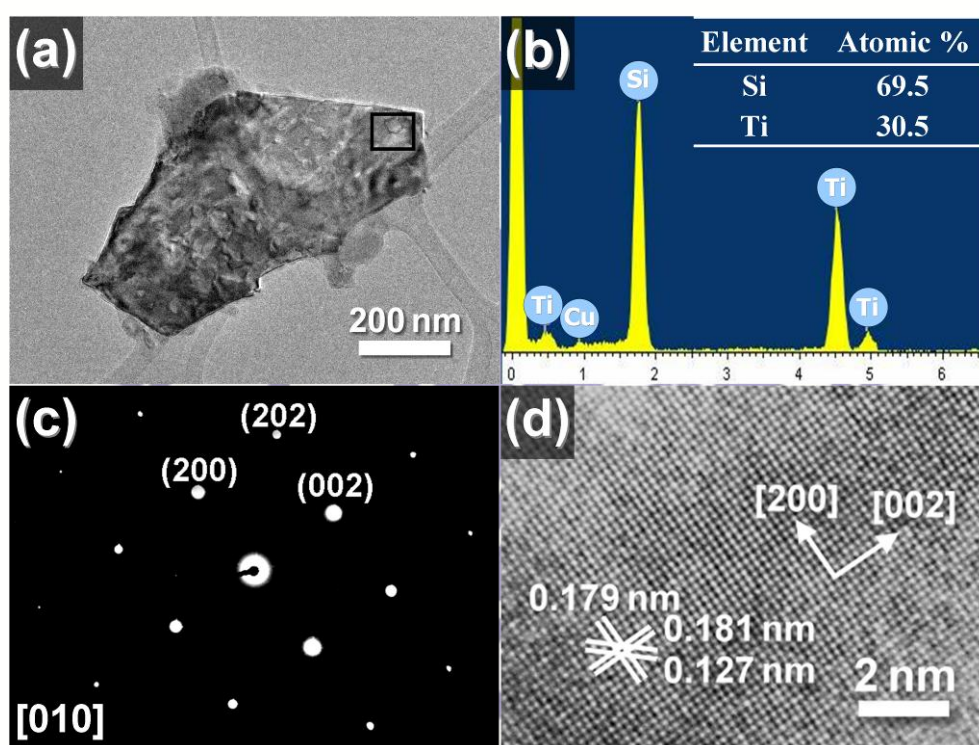 (a)
200 nm
(b)
Element Atomic %
Si 69.5
Ti 30.5
Si
Ti
Ti
Cu
Ti
0 1 2 3 4 5 6
(c)
(202)
(200)
(002)
[010]
(d)
[200]
[002]
0.179 nm
0.181 nm
0.127 nm
2 nm